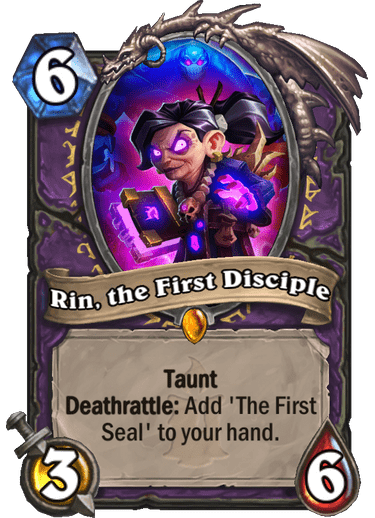 6
Rin, the First Disciple
Taunt
Deathrattle: Add 'The First
Seal' to your hand.
3
6